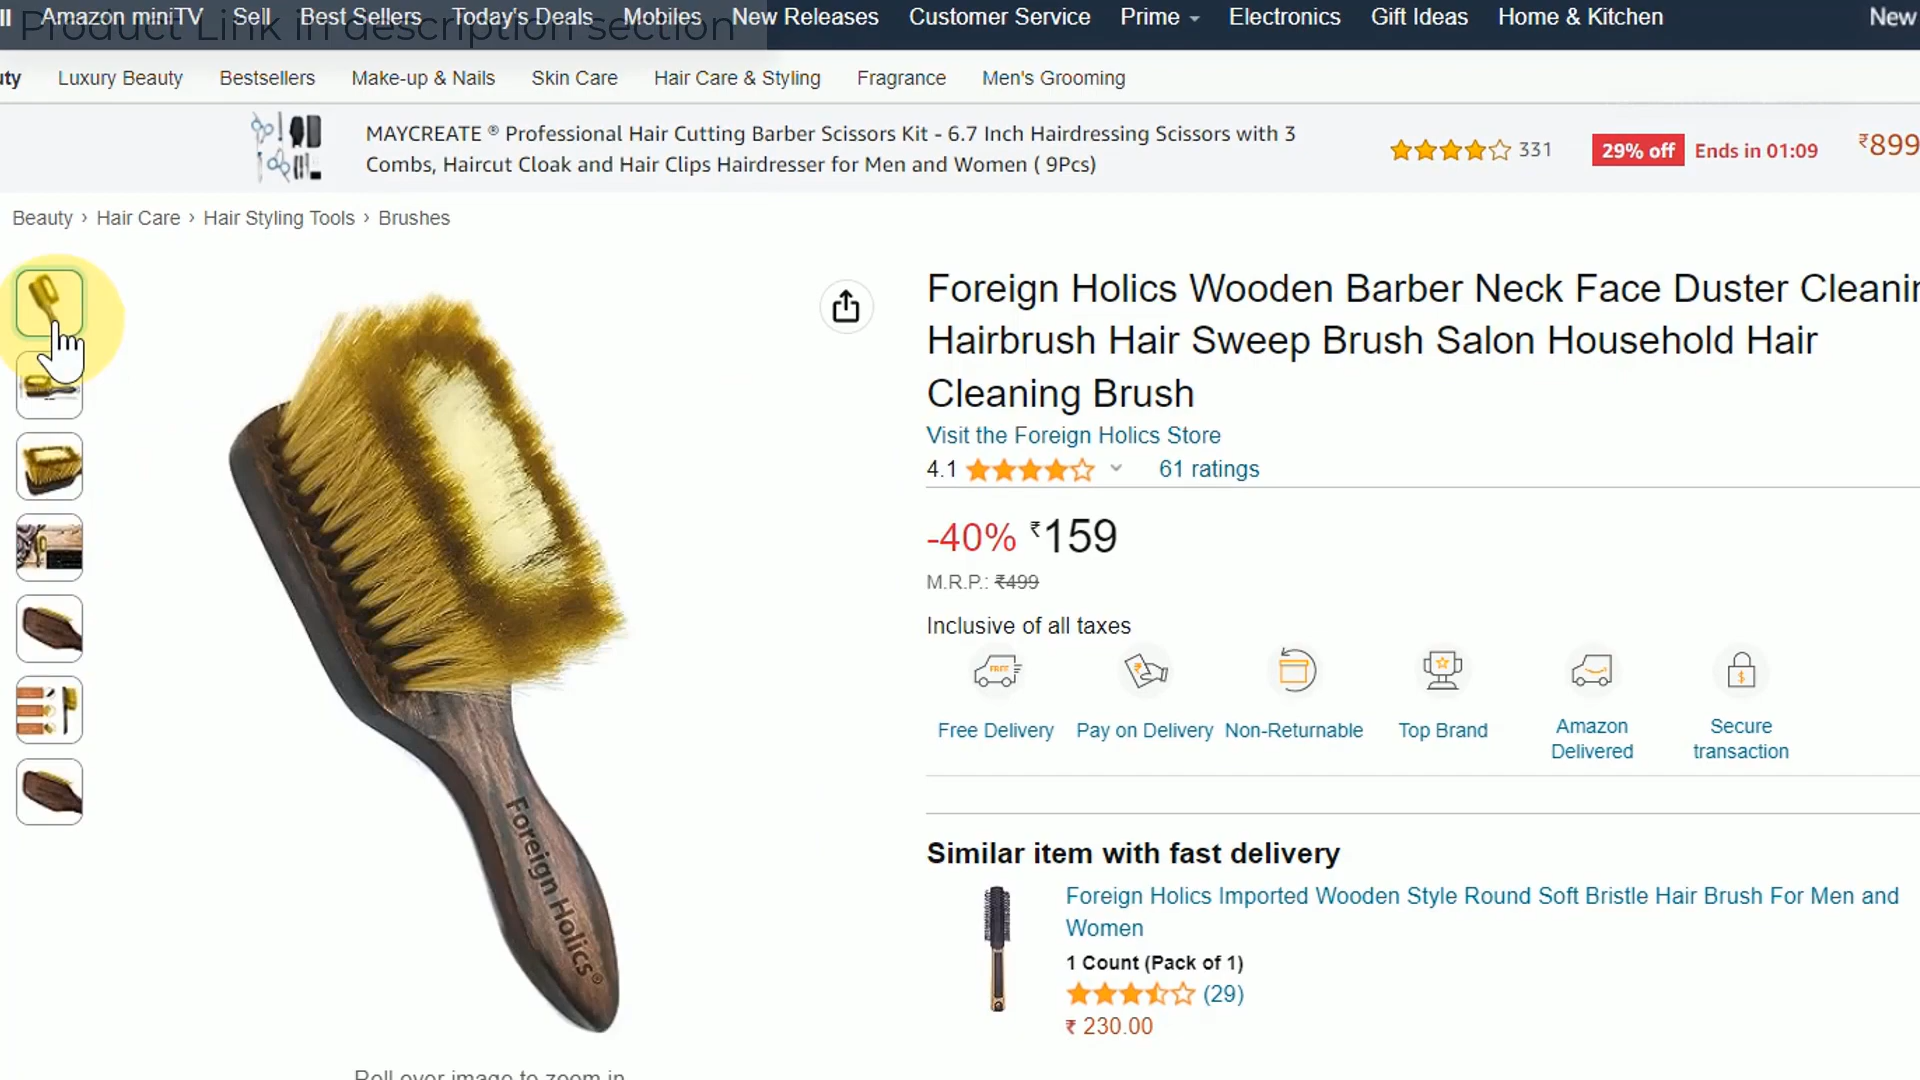 ll Amazon miniTV Sell Best Sellers Today's Deals Mobiles New Releases Customer Service Prime Electronics Gift Ideas Home & Kitchen New
Product Link in description section
uty Luxury Beauty Bestsellers Make-up & Nails Skin Care Hair Care & Styling Fragrance Men's Grooming
MAYCREATE ® Professional Hair Cutting Barber Scissors Kit - 6.7 Inch Hairdressing Scissors with 3
Combs, Haircut Cloak and Hair Clips Hairdresser for Men and Women ( 9Pcs)
331
29% off Ends in 01:09
₹899
Beauty › Hair Care › Hair Styling Tools › Brushes
Foreign Holics Wooden Barber Neck Face Duster Cleanin
Hairbrush Hair Sweep Brush Salon Household Hair
Cleaning Brush
Visit the Foreign Holics Store
4.1 61 ratings
-40% ₹159
M.R.P.: ₹499
Inclusive of all taxes
FREE
Free Delivery
Pay on Delivery
Non-Returnable
Top Brand
Amazon
Delivered
Secure
transaction
Foreign Holics®
Similar item with fast delivery
Foreign Holics Imported Wooden Style Round Soft Bristle Hair Brush For Men and
Women
1 Count (Pack of 1)
(29)
₹ 230.00
Roll over image to zoom in